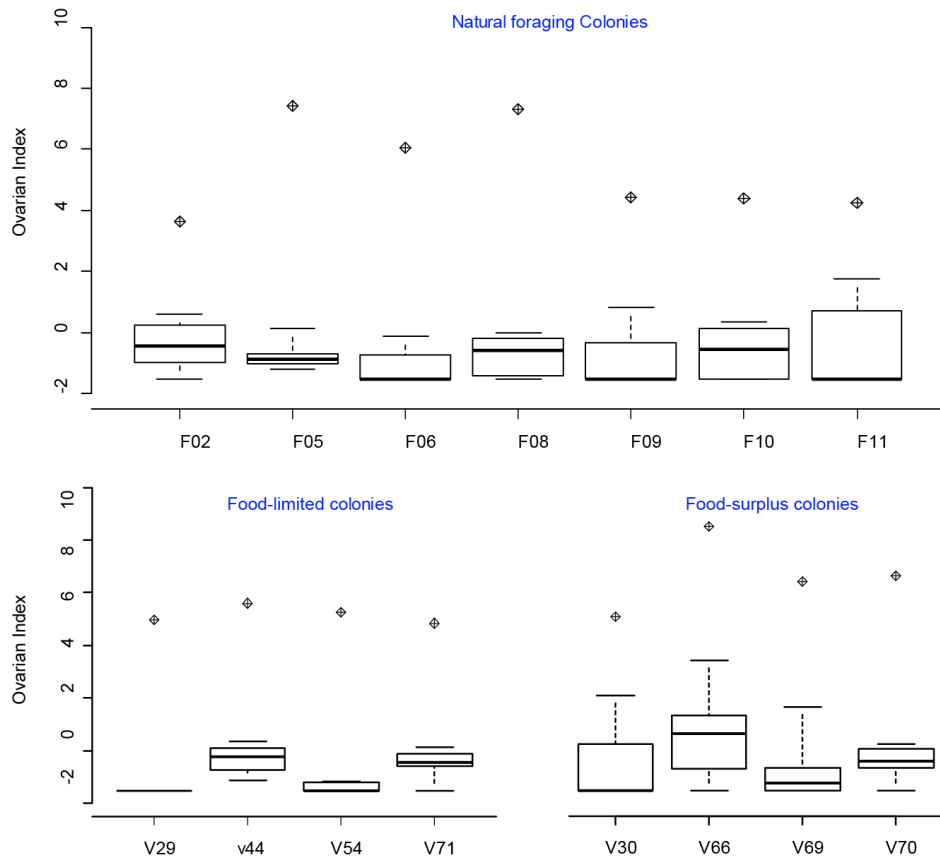 Natural foraging Colonies
Ovarian Index
10
8
6
4
2
0
-2
F02 F05 F06 F08 F09 F10 F11
Food-limited colonies Food-surplus colonies
Ovarian Index
10
8
6
4
2
0
-2
V29 v44 V54 V71 V30 V66 V69 V70